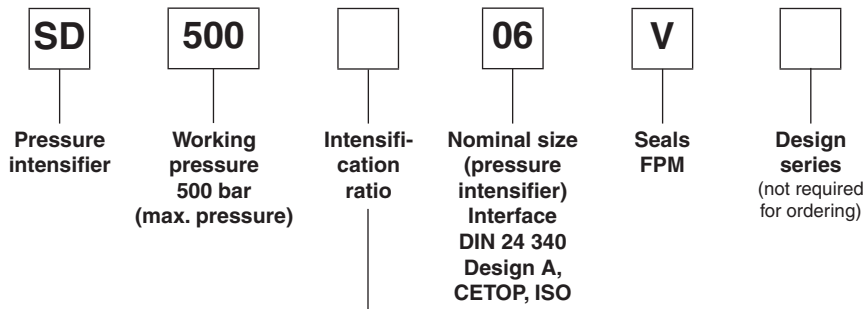 SD 500 06 V
Pressure
intensifier
Working
pressure
500 bar
(max. pressure)
Intensifi-
cation
ratio
Nominal size
(pressure
intensifier)
Interface
DIN 24 340
Design A,
CETOP, ISO
Seals
FPM
Design
series
(not required
for ordering)